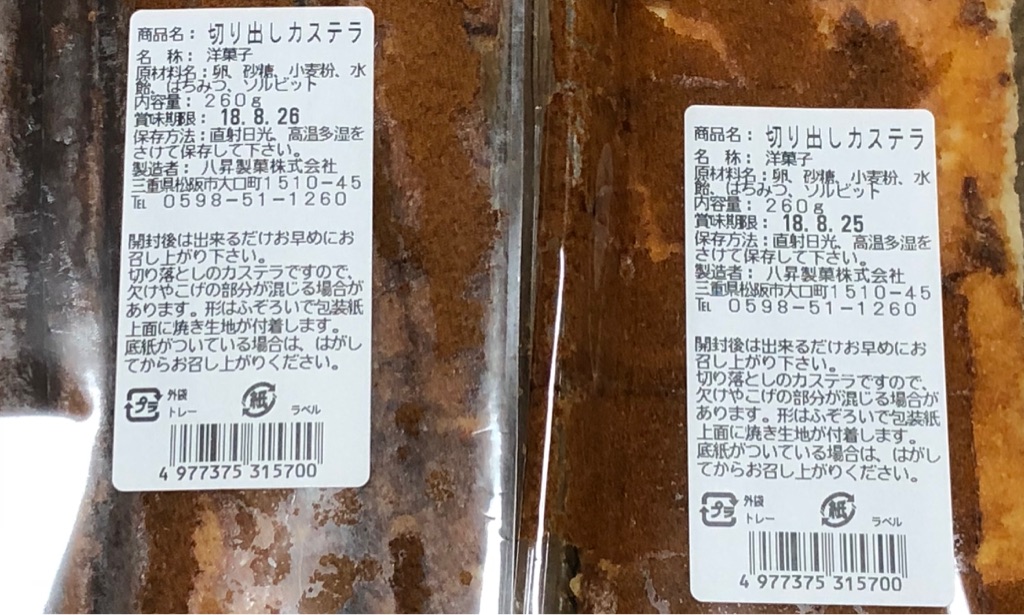 商品名: 切り出しカステラ
名 称: 洋菓子
原材料名:卵、砂糖、小麦粉、水
飴、はちみつ、ソルビット
内容量: 260g
賞味期限: 18.8.26
保存方法:直射日光、高温多湿を
さけて保存して下さい。
製造者: 八昇製菓株式会社
三重県松阪市大口町1510-45
℡ 0598-51-1260
開封後は出来るだけお早めにお
召し上がり下さい。
切り落としのカステラですので、
欠けやこげの部分が混じる場合が
あります。形はふぞろいで包装紙
上面に焼き生地が付着します。
底紙がついている場合は、はがし
てからお召し上がりください。
プラ 外袋
トレー
紙 ラベル
4 977375 315700
商品名: 切り出しカステラ
名 称: 洋菓子
原材料名:卵、砂糖、小麦粉、水
飴、はちみつ、ソルビット
内容量: 260g
賞味期限: 18.8.25
保存方法:直射日光、高温多湿を
さけて保存して下さい。
製造者: 八昇製菓株式会社
三重県松阪市大口町1510-45
℡ 0598-51-1260
開封後は出来るだけお早めにお
召し上がり下さい。
切り落としのカステラですので、
欠けやこげの部分が混じる場合が
あります。形はふぞろいで包装紙
上面に焼き生地が付着します。
底紙がついている場合は、はがし
てからお召し上がりください。
プラ 外袋
トレー
紙 ラベル
4 977375 315700